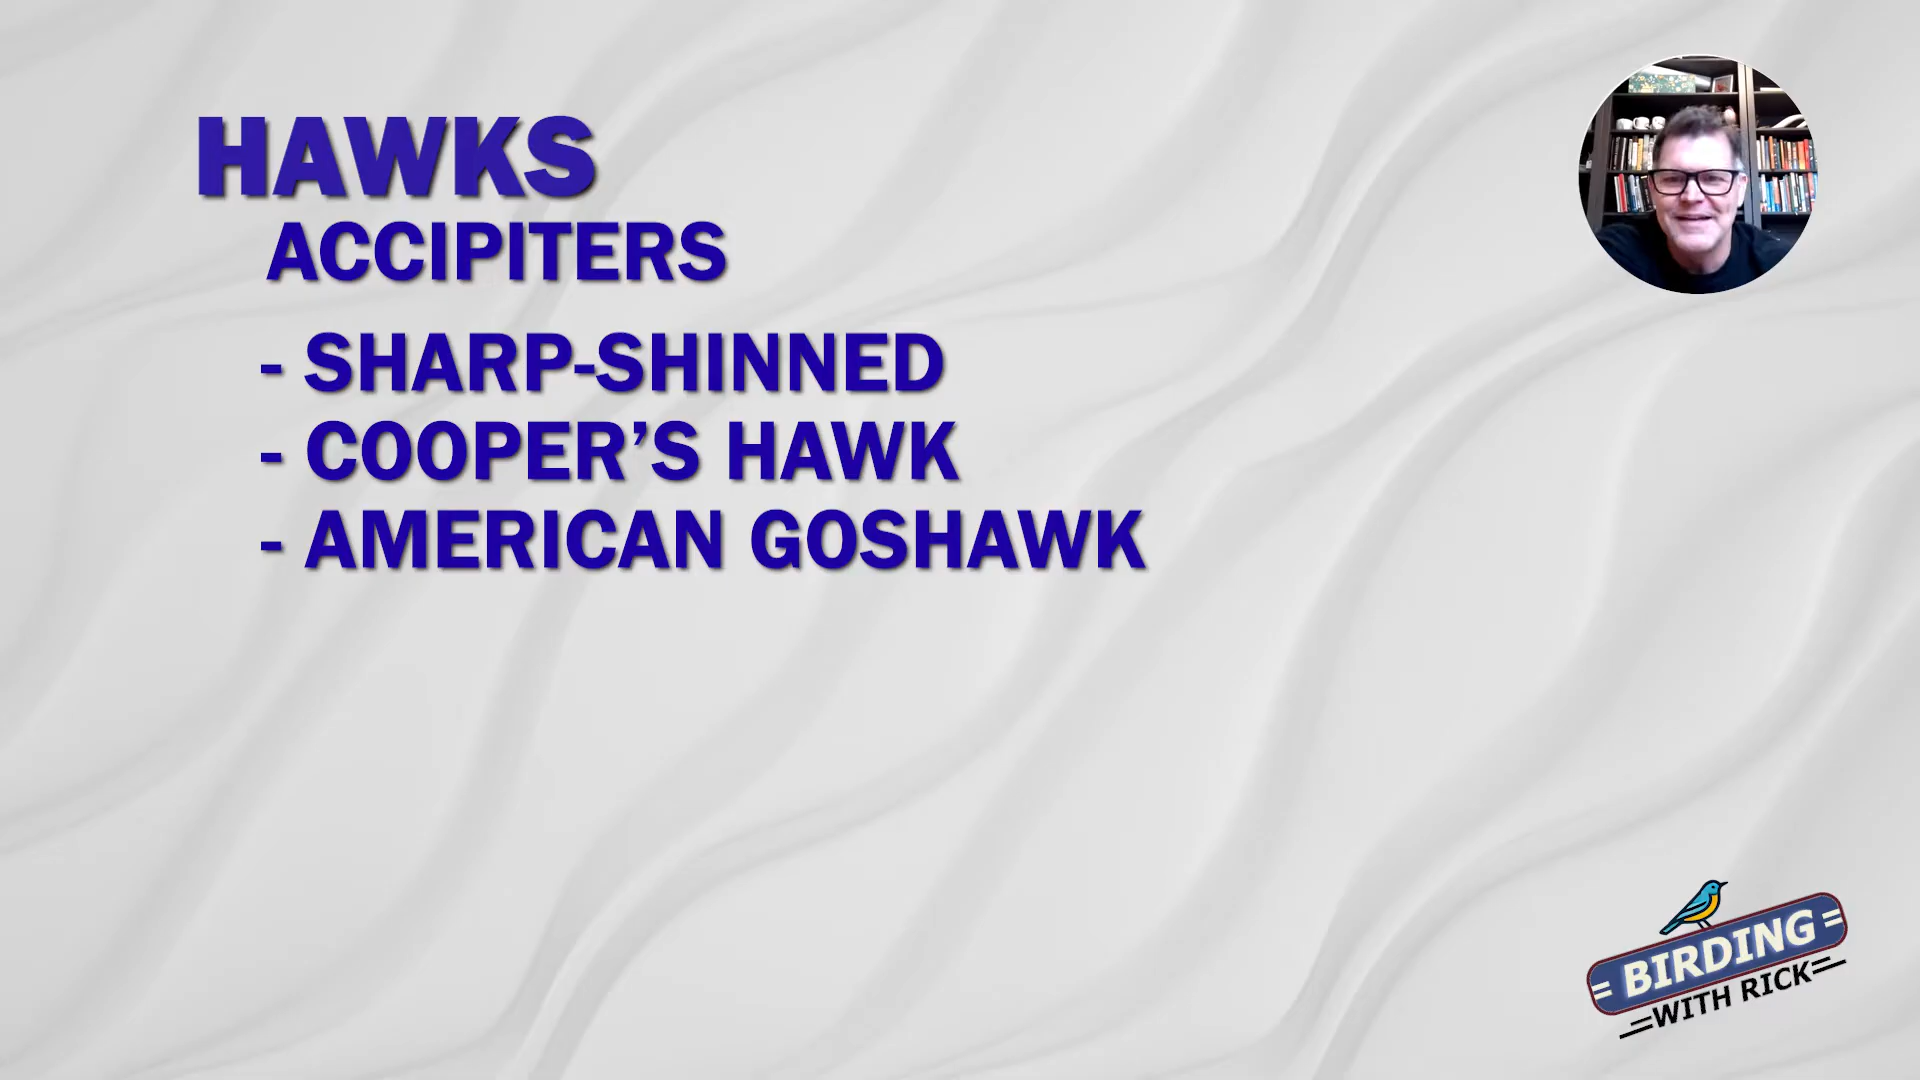 HAWKS
ACCIPITERS
- SHARP-SHINNED
- COOPER’S HAWK
- AMERICAN GOSHAWK
BIRDING
WITH RICK